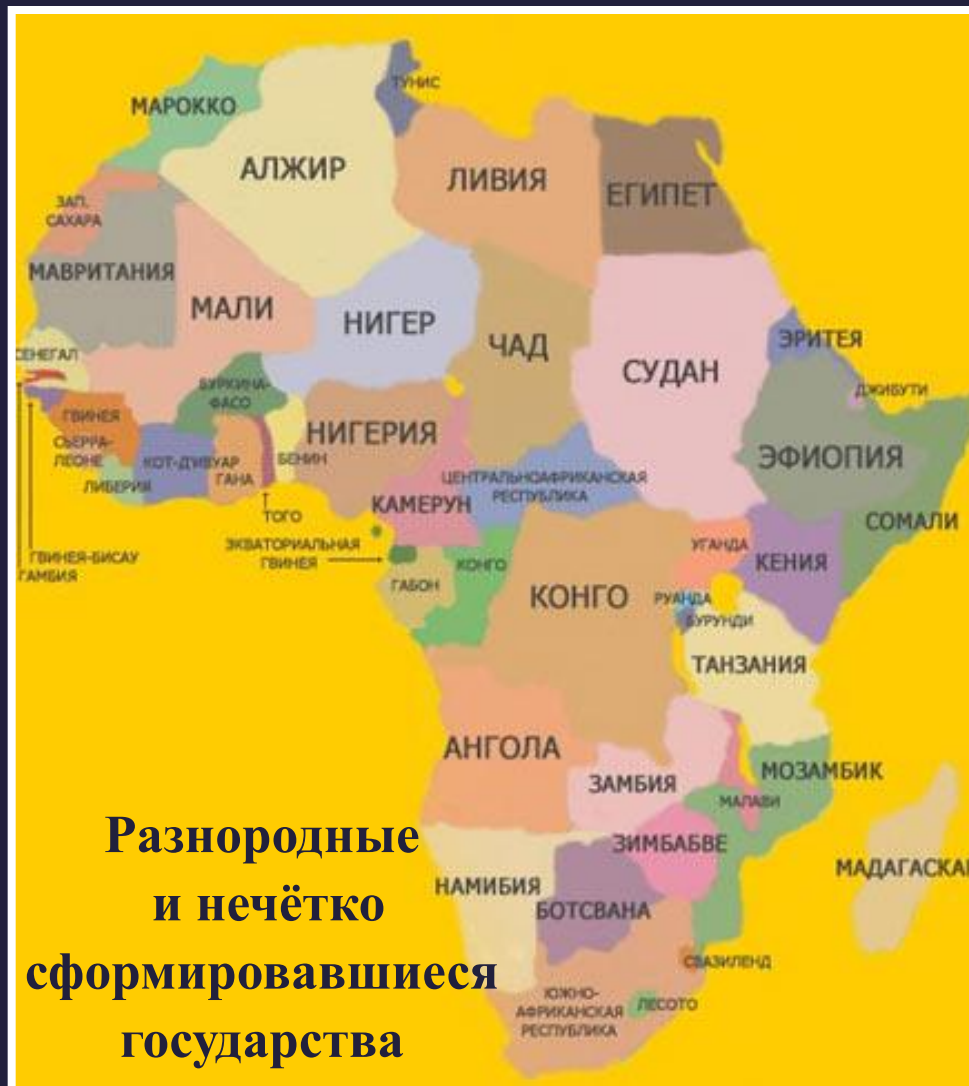 ТУНИС
МАРОККО
АЛЖИР
ЛИВИЯ
ЕГИПЕТ
ЗАП.
САХАРА
МАВРИТАНИЯ
МАЛИ
НИГЕР
ЧАД
СУДАН
ЭРИТЕЯ
СЕНЕГАЛ
БУРКИНА-
ФАСО
ДЖИБУТИ
ГВИНЕЯ
НИГЕРИЯ
СЬЕРРА-
ЛЕОНЕ
КОТ-Д'ИВУАР
БЕНИН
ЭФИОПИЯ
ГАНА
ЛИБЕРИЯ
ЦЕНТРАЛЬНОАФРИКАНСКАЯ
РЕСПУБЛИКА
КАМЕРУН
ТОГО
СОМАЛИ
ГВИНЕЯ-БИСАУ
ГАМБИЯ
ЭКВАТОРИАЛЬНАЯ
ГВИНЕЯ
УГАНДА
КЕНИЯ
КОНГО
ГАБОН
КОНГО
РУАНДА
БУРУНДИ
ТАНЗАНИЯ
АНГОЛА
ЗАМБИЯ
МОЗАМБИК
МАЛАВИ
ЗИМБАБВЕ
МАДАГАСКАР
НАМИБИЯ
БОТСВАНА
СВАЗИЛЕНД
ЮЖНО-
АФРИКАНСКАЯ
РЕСПУБЛИКА
ЛЕСОТО
Разнородные
и нечётко
сформировавшиеся
государства